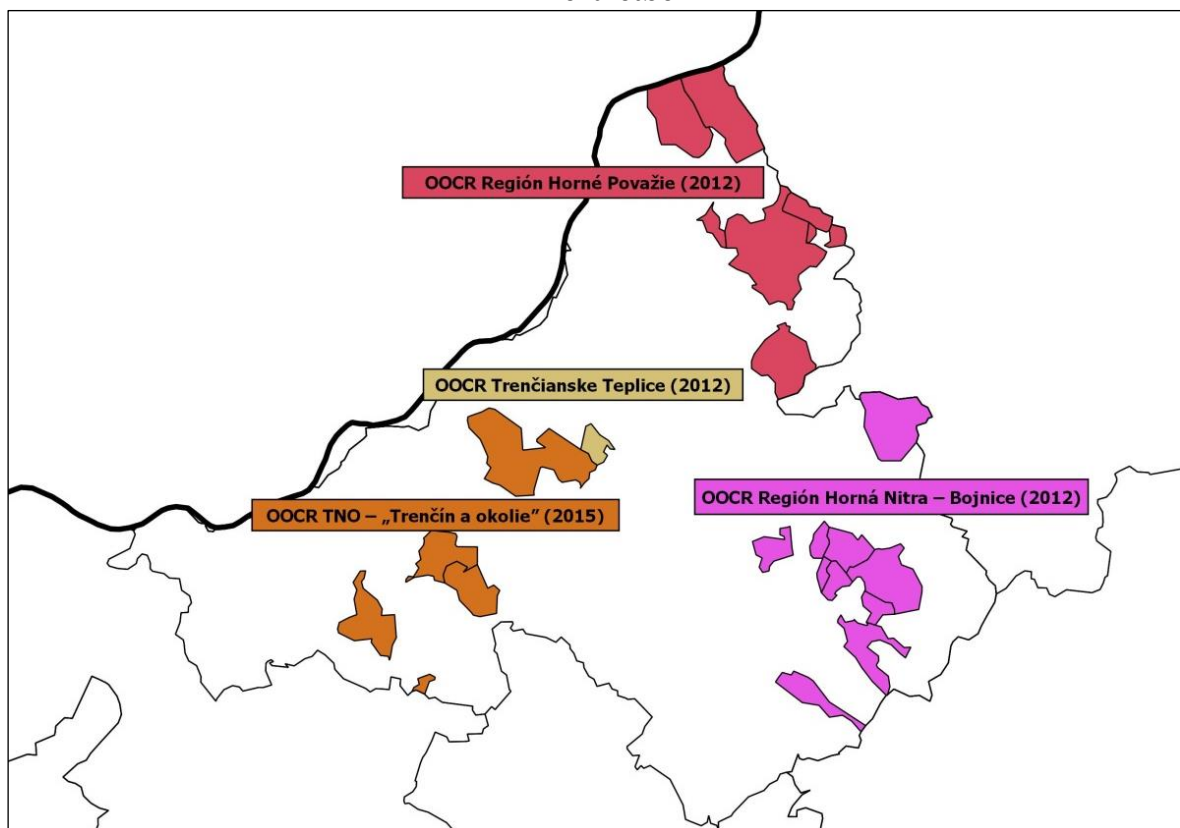 OOCR Región Horné Považie (2012)
OOCR Trenčianske Teplice (2012)
OOCR Región Horná Nitra – Bojnice (2012)
OOCR TNO – „Trenčín a okolie” (2015)